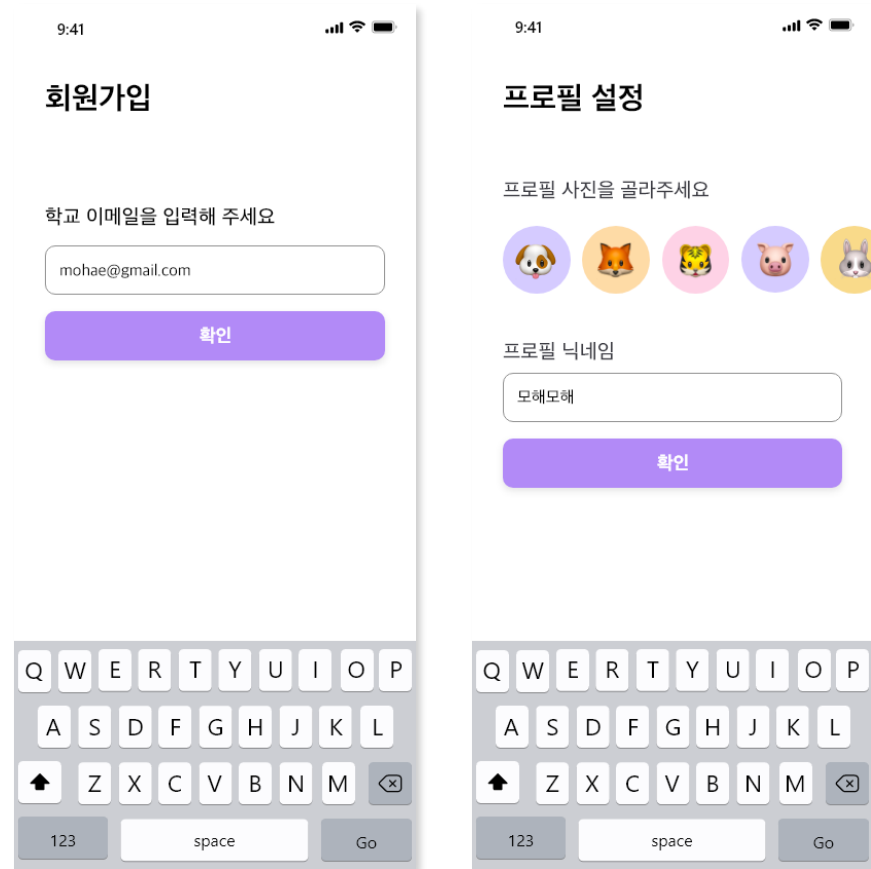 9:41
회원가입
학교 이메일을 입력해 주세요
mohae@gmail.com
확인
Q W E R T Y U I O P
A S D F G H J K L
Z X C V B N M
123 space Go
9:41
프로필 설정
프로필 사진을 골라주세요
프로필 닉네임
모해모해
확인
Q W E R T Y U I O P
A S D F G H J K L
Z X C V B N M
123 space Go